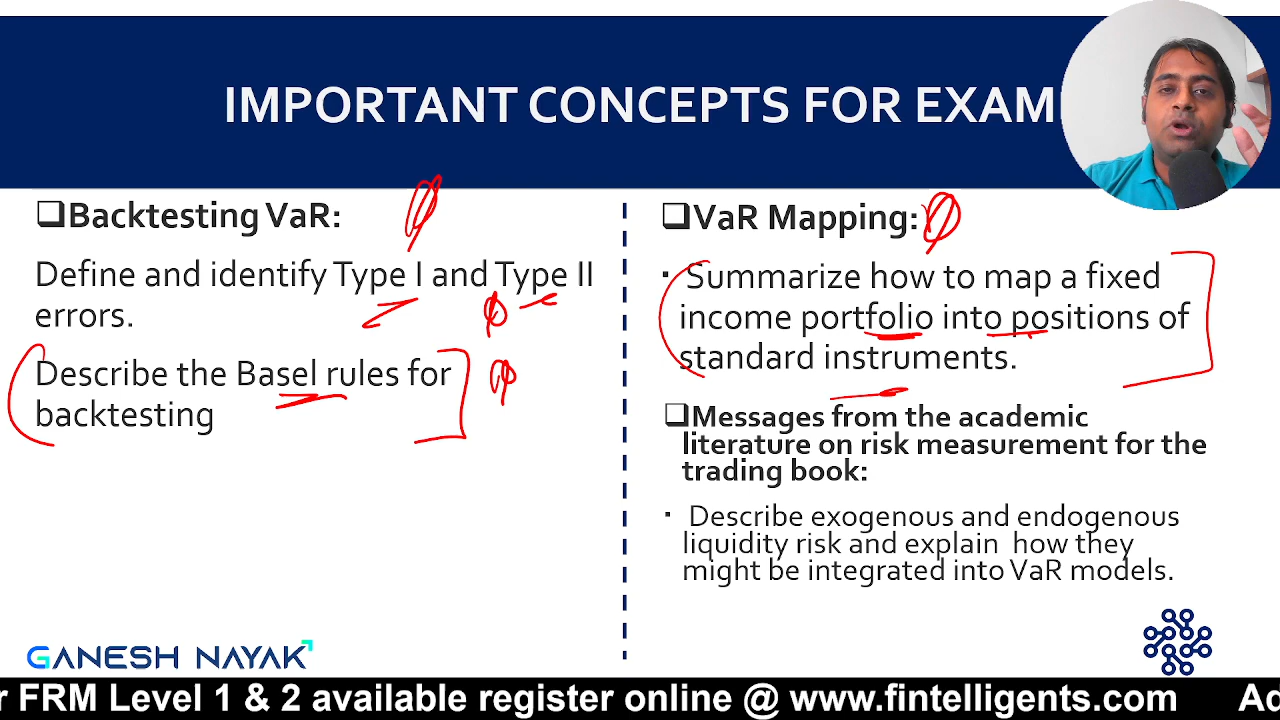 IMPORTANT CONCEPTS FOR EXAM
Backtesting VaR:
Define and identify Type I and Type II
errors.
Describe the Basel rules for
backtesting
VaR Mapping:
Summarize how to map a fixed
income portfolio into positions of
standard instruments.
Messages from the academic
literature on risk measurement for the
trading book:
Describe exogenous and endogenous
liquidity risk and explain how they
might be integrated into VaR models.
GANESH NAYAK
r FRM Level 1 & 2 available register online @ www.fintelligents.com Ad